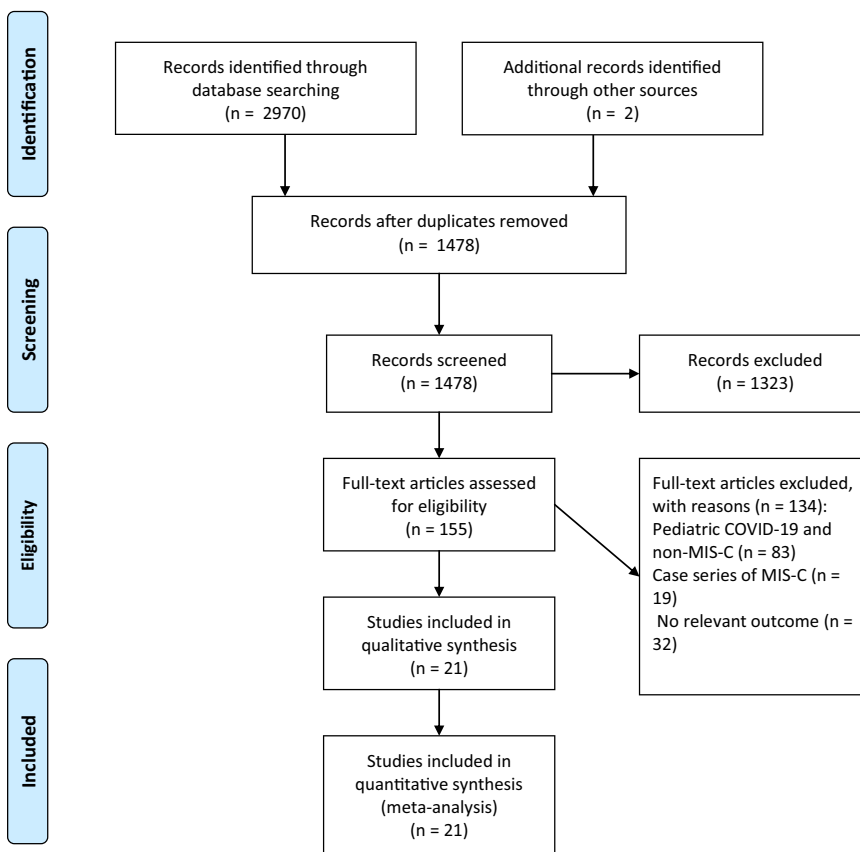 Identification
Records identified through
database searching
(n = 2970)
Additional records identified
through other sources
(n = 2)
Records after duplicates removed
(n = 1478)
Screening
Records screened
(n = 1478)
Records excluded
(n = 1323)
Eligibility
Full-text articles assessed
for eligibility
(n = 155)
Full-text articles excluded,
with reasons (n = 134):
Pediatric COVID-19 and
non-MIS-C (n = 83)
Case series of MIS-C (n =
19)
No relevant outcome (n =
32)
Studies included in
qualitative synthesis
(n = 21)
Included
Studies included in
quantitative synthesis
(meta-analysis)
(n = 21)